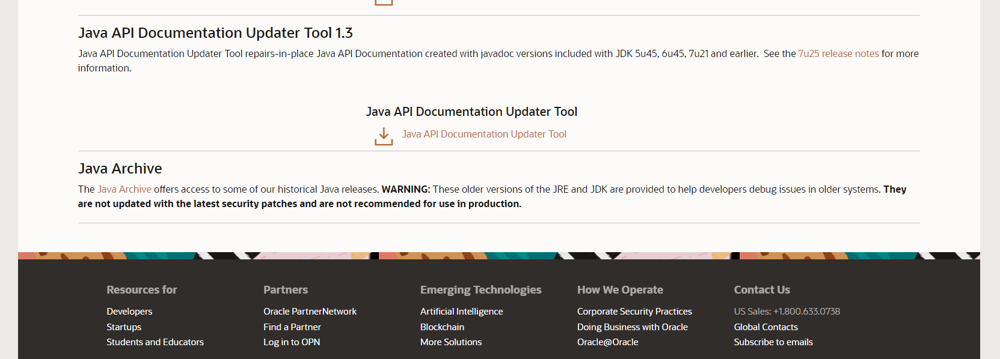 Java API Documentation Updater Tool 1.3
Java API Documentation Updater Tool repairs-in-place Java API Documentation created with javadoc versions included with JDK 5u45, 6u45, 7u21 and earlier.  See the 7u25 release notes for more
information.
Java API Documentation Updater Tool
Java API Documentation Updater Tool
Java Archive
The Java Archive offers access to some of our historical Java releases. WARNING: These older versions of the JRE and JDK are provided to help developers debug issues in older systems. They
are not updated with the latest security patches and are not recommended for use in production.
Resources for
Developers
Startups
Students and Educators
Partners
Oracle PartnerNetwork
Find a Partner
Log in to OPN
Emerging Technologies
Artificial Intelligence
Blockchain
More Solutions
How We Operate
Corporate Security Practices
Doing Business with Oracle
Oracle@Oracle
Contact Us
US Sales: +1.800.633.0738
Global Contacts
Subscribe to emails